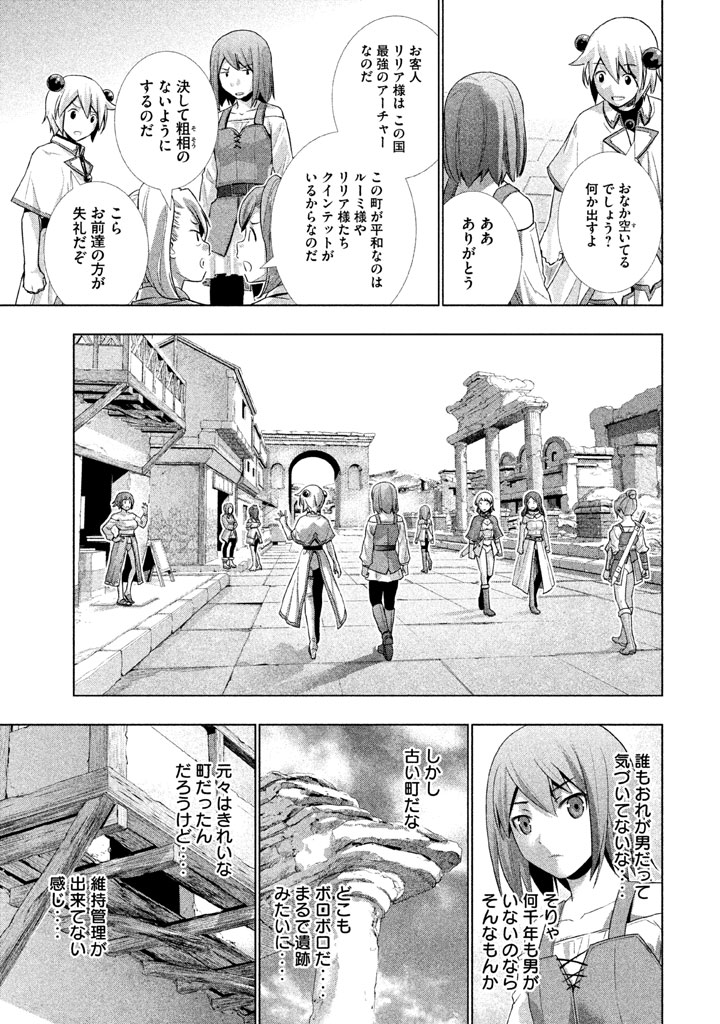 おなか空いてる
でしょう?
何か出すよ
ああ
ありがとう
お客人
リリア様は この国
最強のアーチャー
なのだ
この町が平和なのは
ルーミ様や
リリア様たち
クインテットが
いるからなのだ
決して粗相の
ないように
するのだ
こら
お前達の方が
失礼だぞ
誰もおれが男だって
気づいてないな‥‥
そりゃ
何千年も男が
いないのなら
そんなもんか
しかし
古い町だな
どこも
ボロボロだ‥‥
まるで遺跡
みたいに‥‥
元々はきれいな
町だったん
だろうけど‥‥
維持管理が
出来てない
感じ‥‥